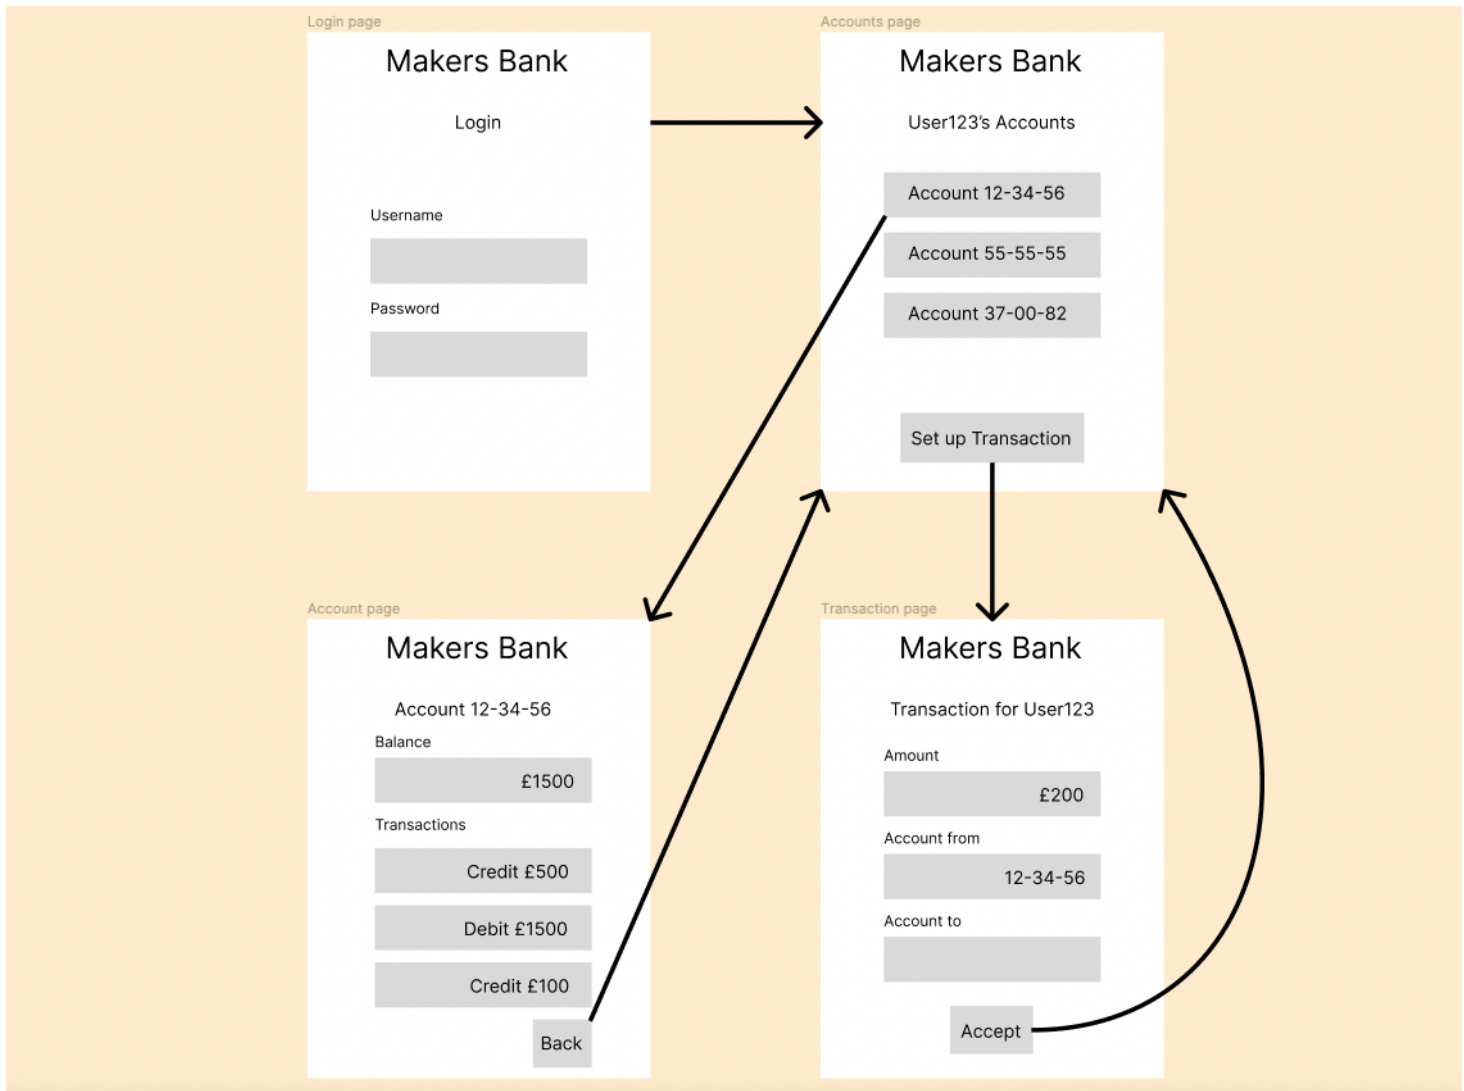 Login page
Makers Bank
Login
Username
Password
Accounts page
Makers Bank
User123's Accounts
Account 12-34-56
Account 55-55-55
Account 37-00-82
Set up Transaction
Account page
Makers Bank
Account 12-34-56
Balance
£1500
Transactions
Credit £500
Debit £1500
Credit £100
Back
Transaction page
Makers Bank
Transaction for User123
Amount
£200
Account from
12-34-56
Account to
Accept